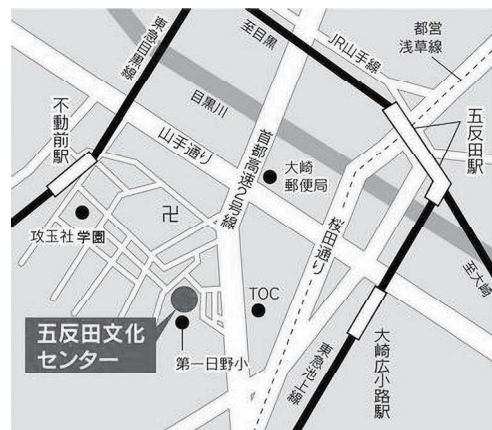 東急目黒線
至目黒
JR山手線
都営
浅草線
目黒川
五反田駅
不動前駅
山手通り
首都高速2号線
大崎
郵便局
卍
攻玉社学園
桜田通り
至大崎
TOC
五反田文化
センター
第一日野小
東急池上線
大崎広小路駅